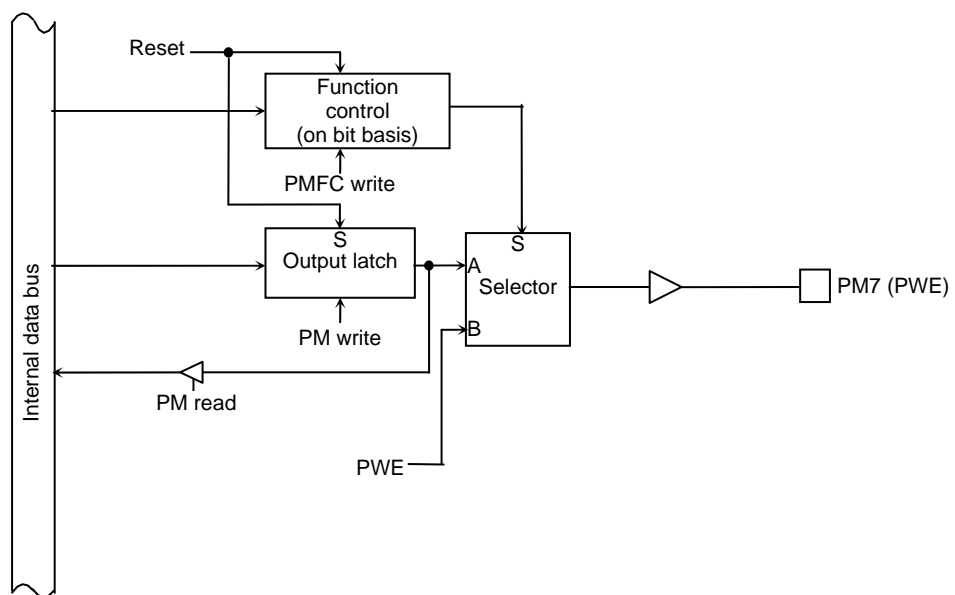 Reset
Function
control
(on bit basis)
PMFC write
S
Output latch
PM write
PM read
S
A
Selector
B
PWE
PM7 (PWE)
Internal data bus